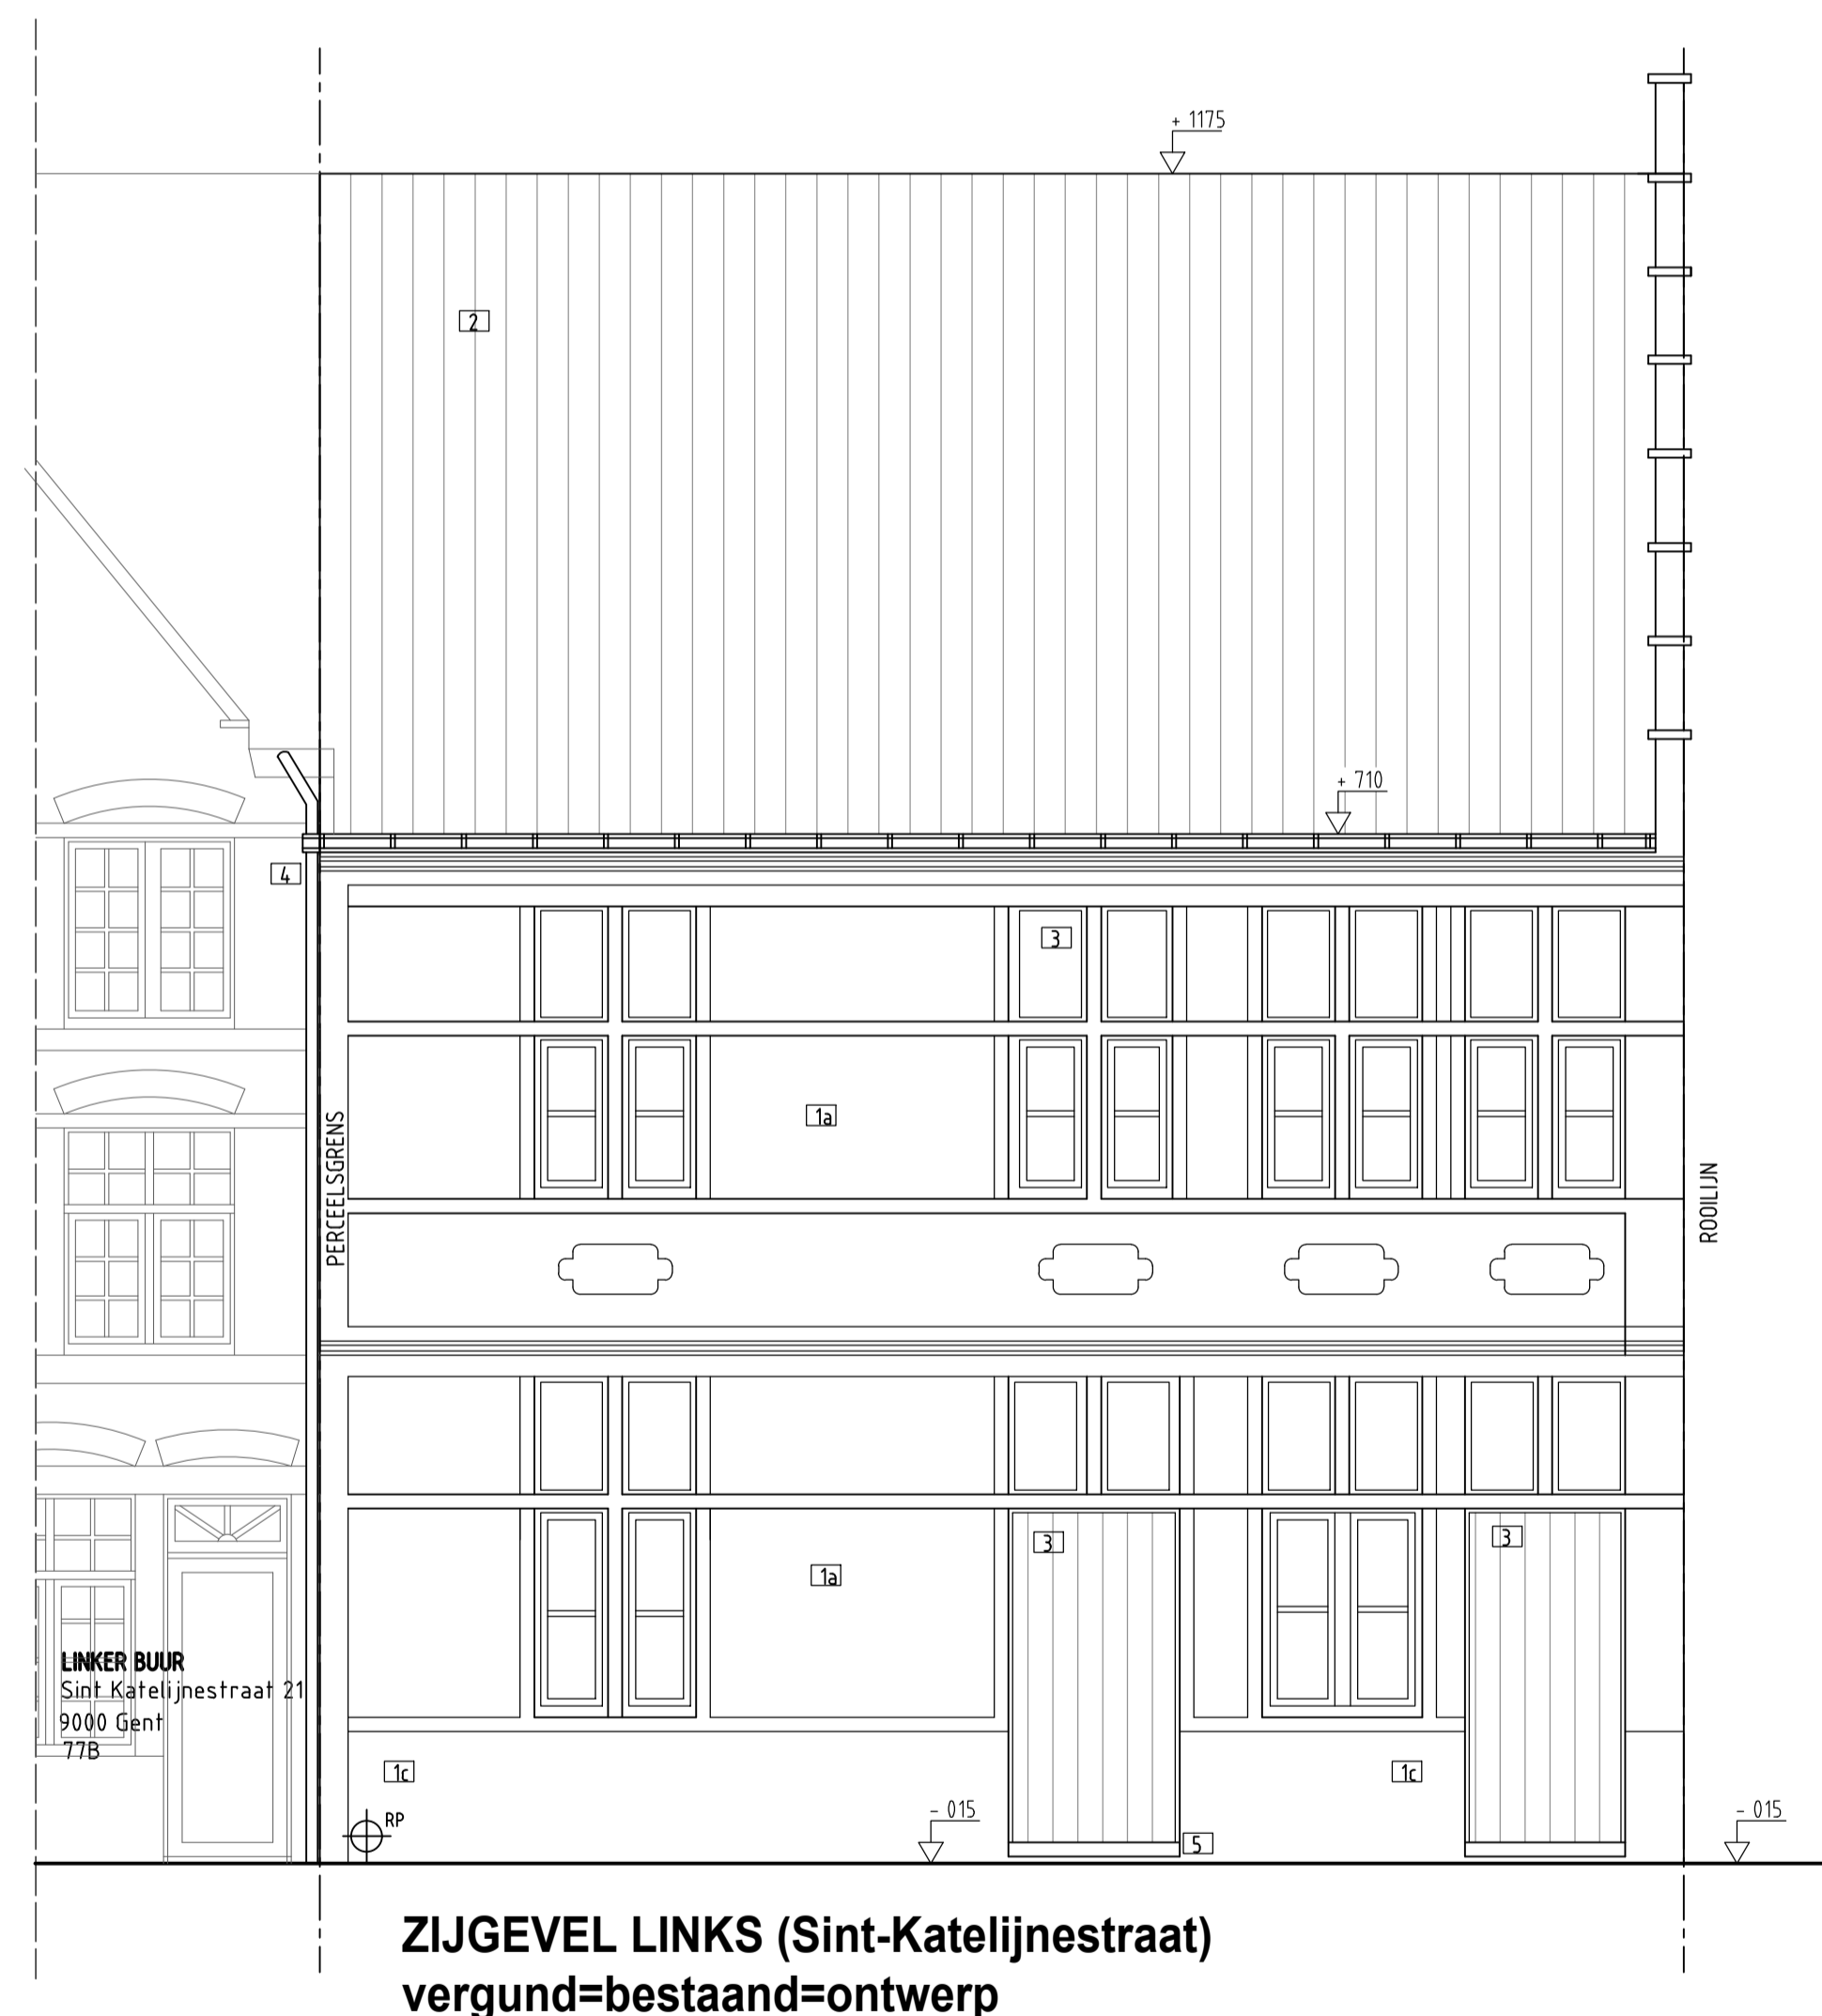 + 1175
2
+ 710
4
3
1a
PERCEELSGRENS
ROOILIJN
3
3
1a
LINKER BUUR
Sint Katelijnestraat 21
9000 Gent
77B
1c
1c
RP
- 015
- 015
5
ZIJGEVEL LINKS (Sint-Katelijnestraat)
vergund=bestaand=ontwerp